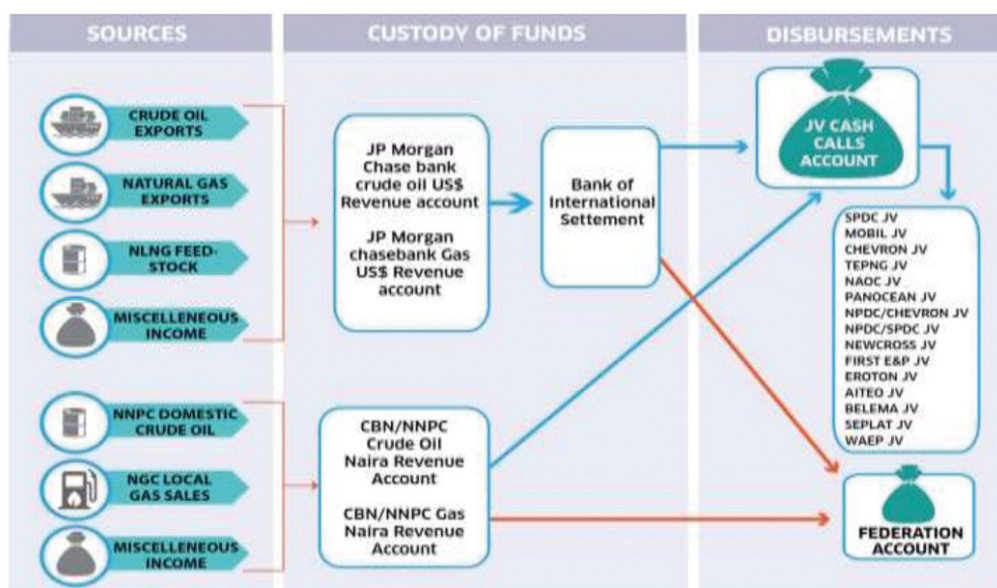 SOURCES
CUSTODY OF FUNDS
DISBURSEMENTS
CRUDE OIL
EXPORTS
NATURAL GAS
EXPORTS
NLNG FEED-
STOCK
MISCELLANEOUS
INCOME
NNPC DOMESTIC
CRUDE OIL
NGC LOCAL
GAS SALES
MISCELLANEOUS
INCOME
JP Morgan
Chase bank
crude oil US$
Revenue account
JP Morgan
chasebank Gas
US$ Revenue
account
CBN/NNPC
Crude Oil
Naira Revenue
Account
CBN/NNPC Gas
Naira Revenue
Account
Bank of
International
Settement
JV CASH
CALLS
ACCOUNT
SPDC JV
MOBIL JV
CHEVRON JV
TEPNG JV
NAOC JV
PANOCEAN JV
NPDC/CHEVRON JV
NPDC/SPDC JV
NEWCROSS JV
FIRST E&P JV
EROTON JV
AITEO JV
BELEMA JV
SEPLAT JV
WAEP JV
FEDERATION
ACCOUNT